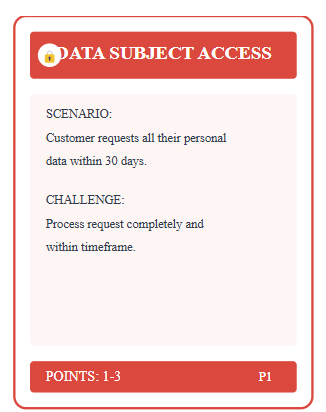 DATA SUBJECT ACCESS
SCENARIO:
Customer requests all their personal
data within 30 days.
CHALLENGE:
Process request completely and
within timeframe.
POINTS: 1-3
P1